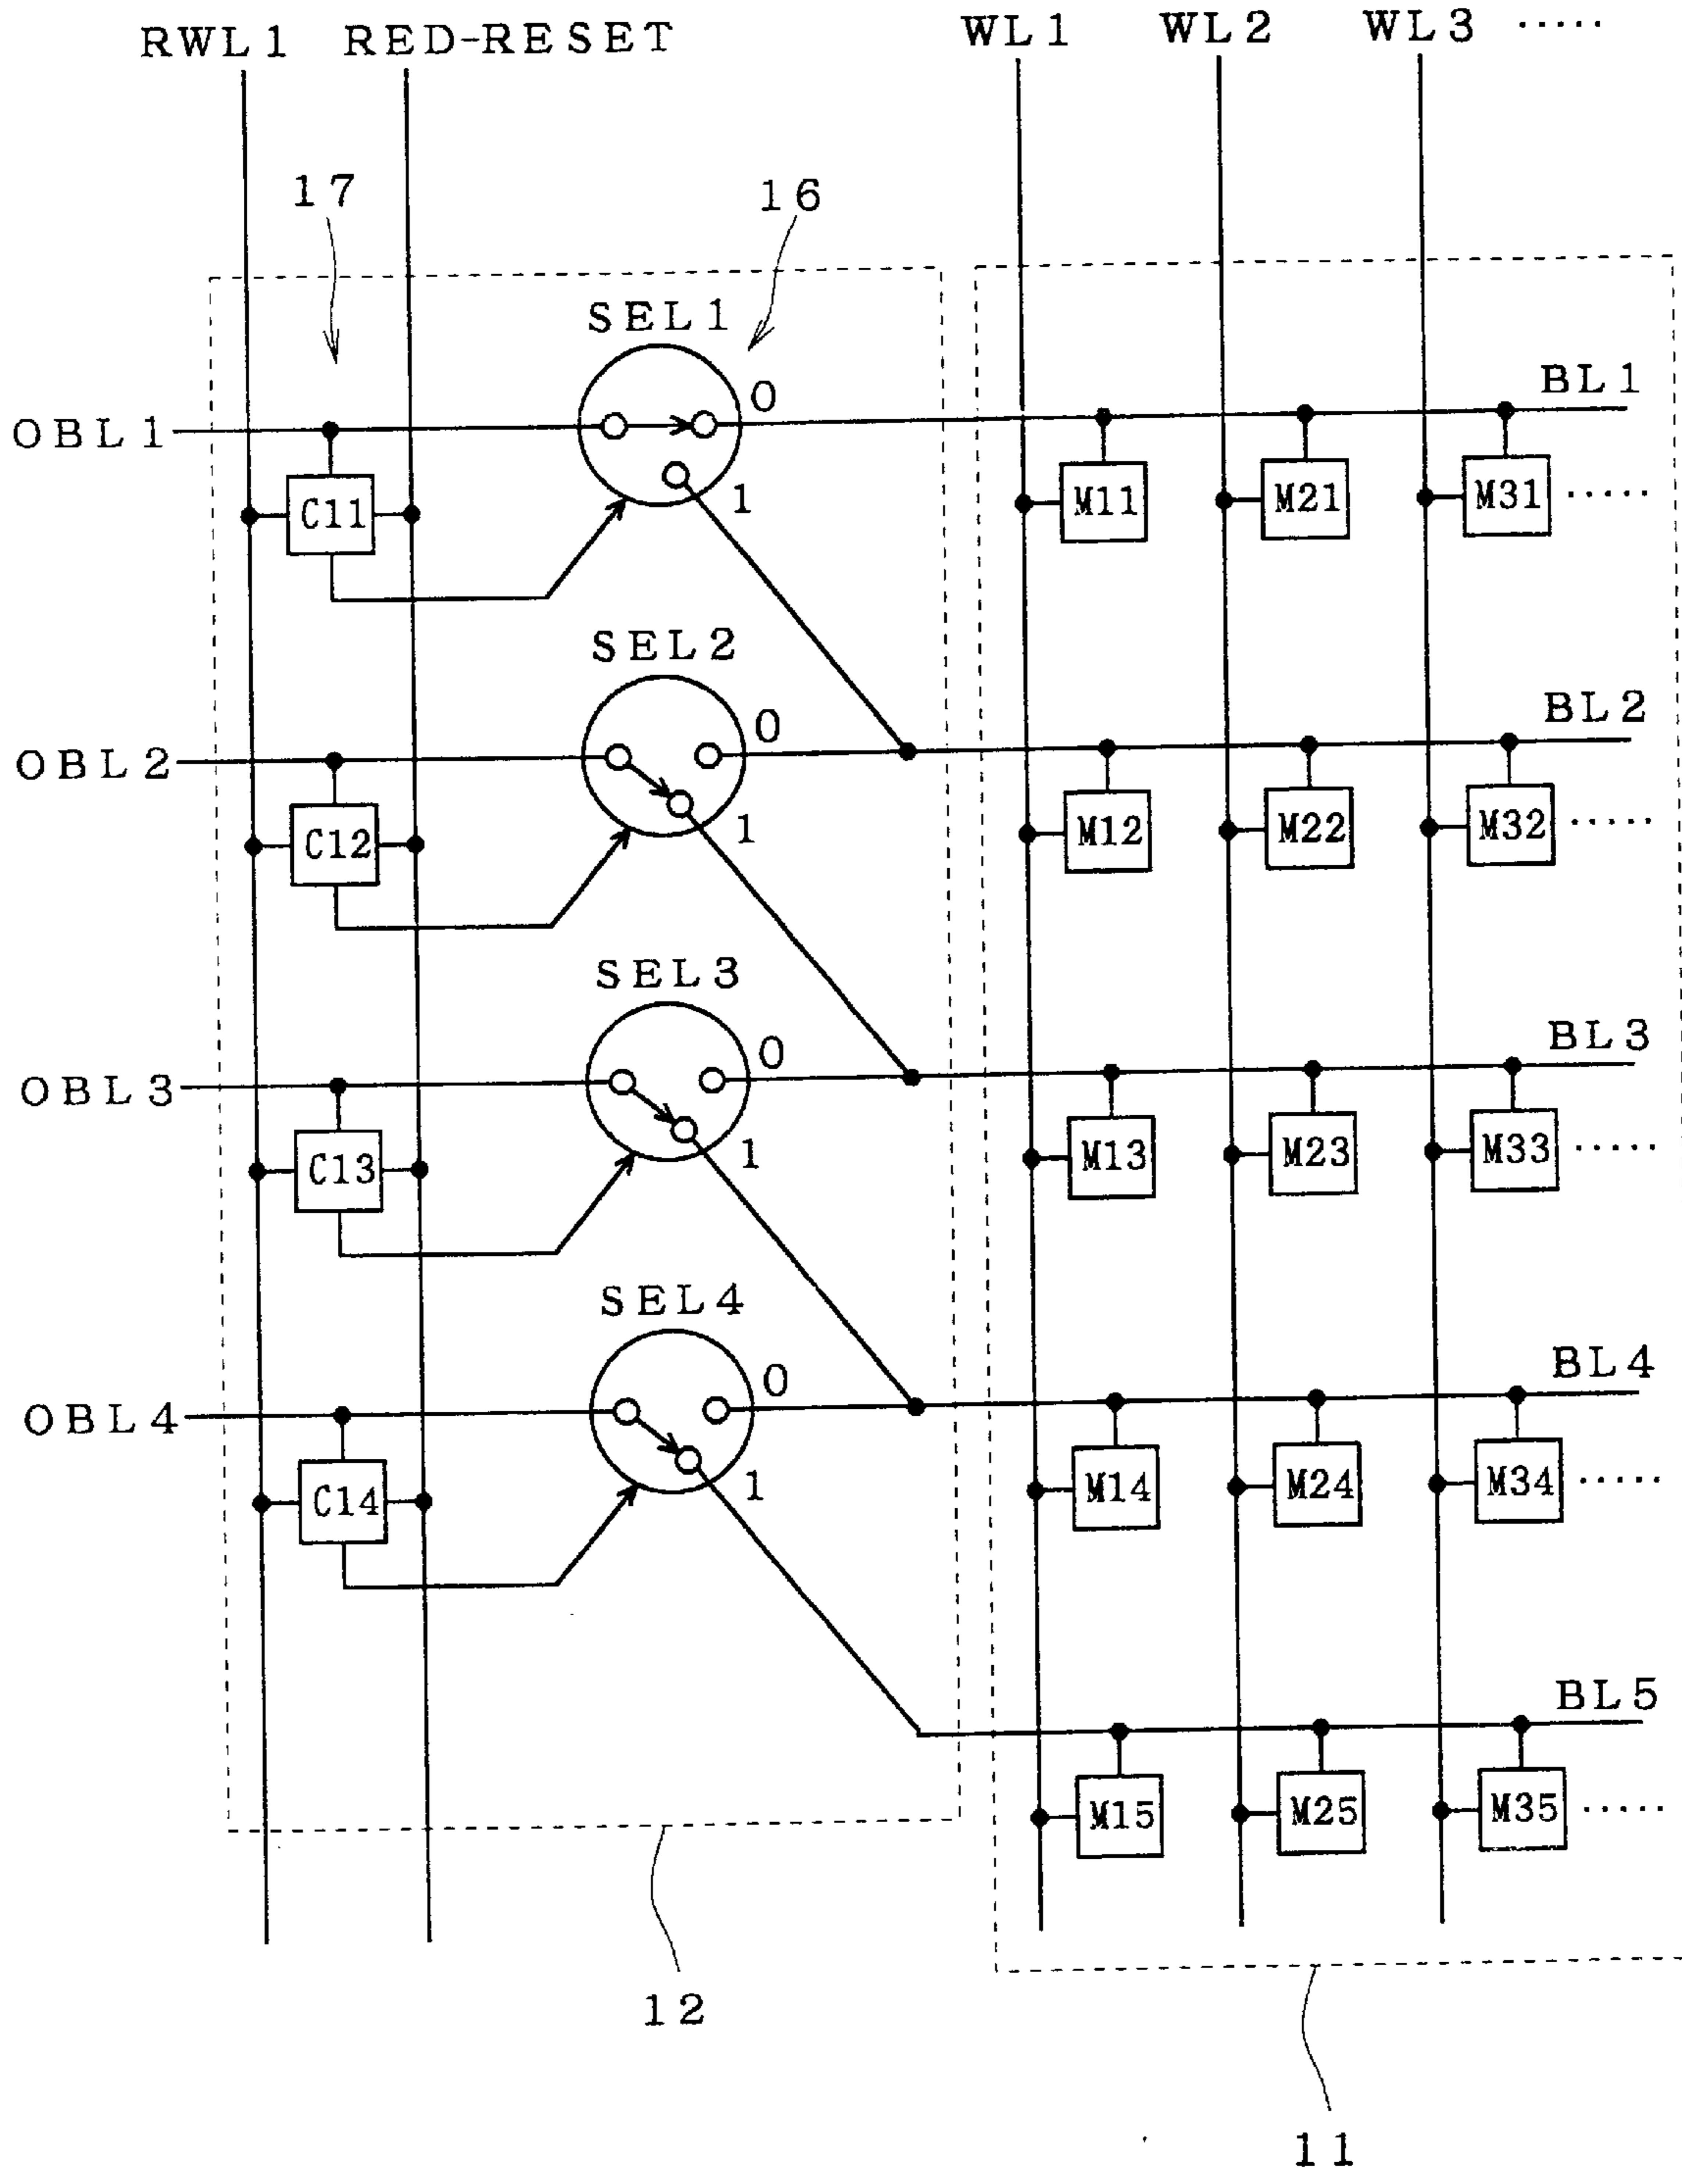 RWL1 RED-RESET WL1 WL2 WL3 .....
17 16
SEL1
0 BL1
OBL1
C11 1 M11 M21 M31 .....
SEL2
0 BL2
OBL2
C12 1 M12 M22 M32 .....
SEL3
0 BL3
OBL3
C13 1 M13 M23 M33 .....
SEL4
0 BL4
OBL4
C14 1 M14 M24 M34 .....
BL5
M15 M25 M35 .....
12
11